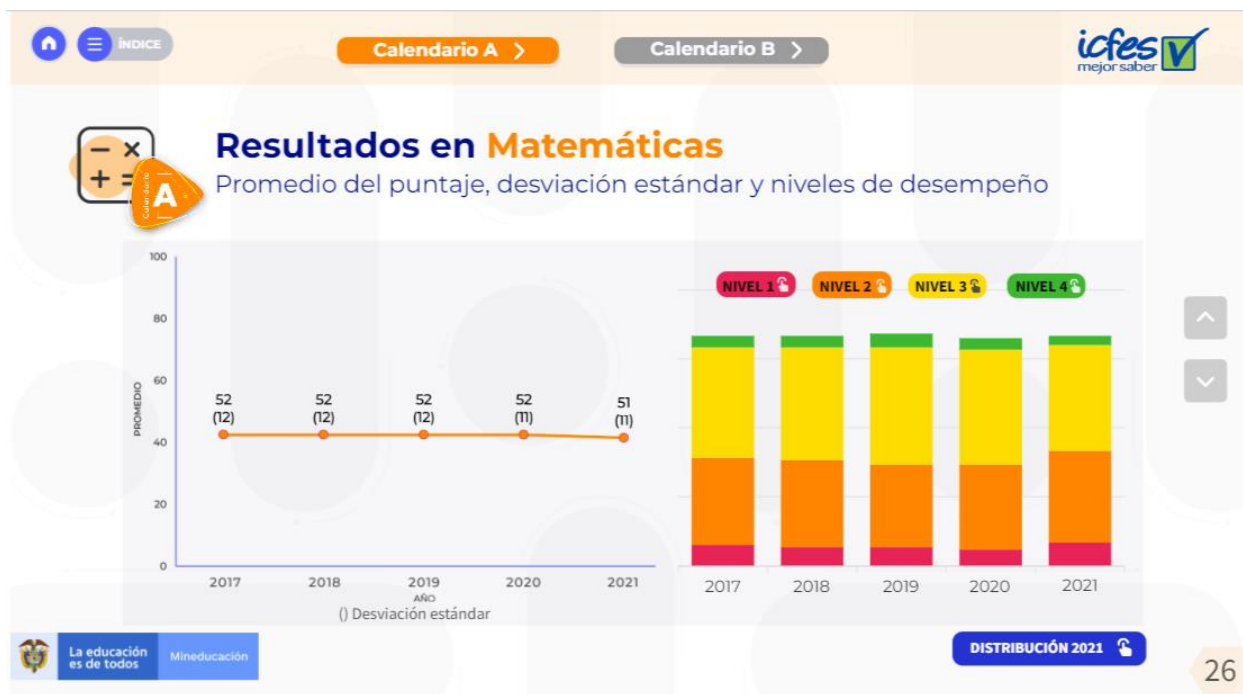 ÍNDICE
Calendario A
Calendario B
icfes
mejor saber
Calendario
A
Resultados en Matemáticas
Promedio del puntaje, desviación estándar y niveles de desempeño
100
80
60
40
20
0
PROMEDIO
52
(12)
52
(12)
52
(12)
52
(11)
51
(11)
2017 2018 2019 2020 2021
AÑO
() Desviación estándar
NIVEL 1 NIVEL 2 NIVEL 3 NIVEL 4
2017 2018 2019 2020 2021
La educación
es de todos
Mineducación
DISTRIBUCIÓN 2021
26